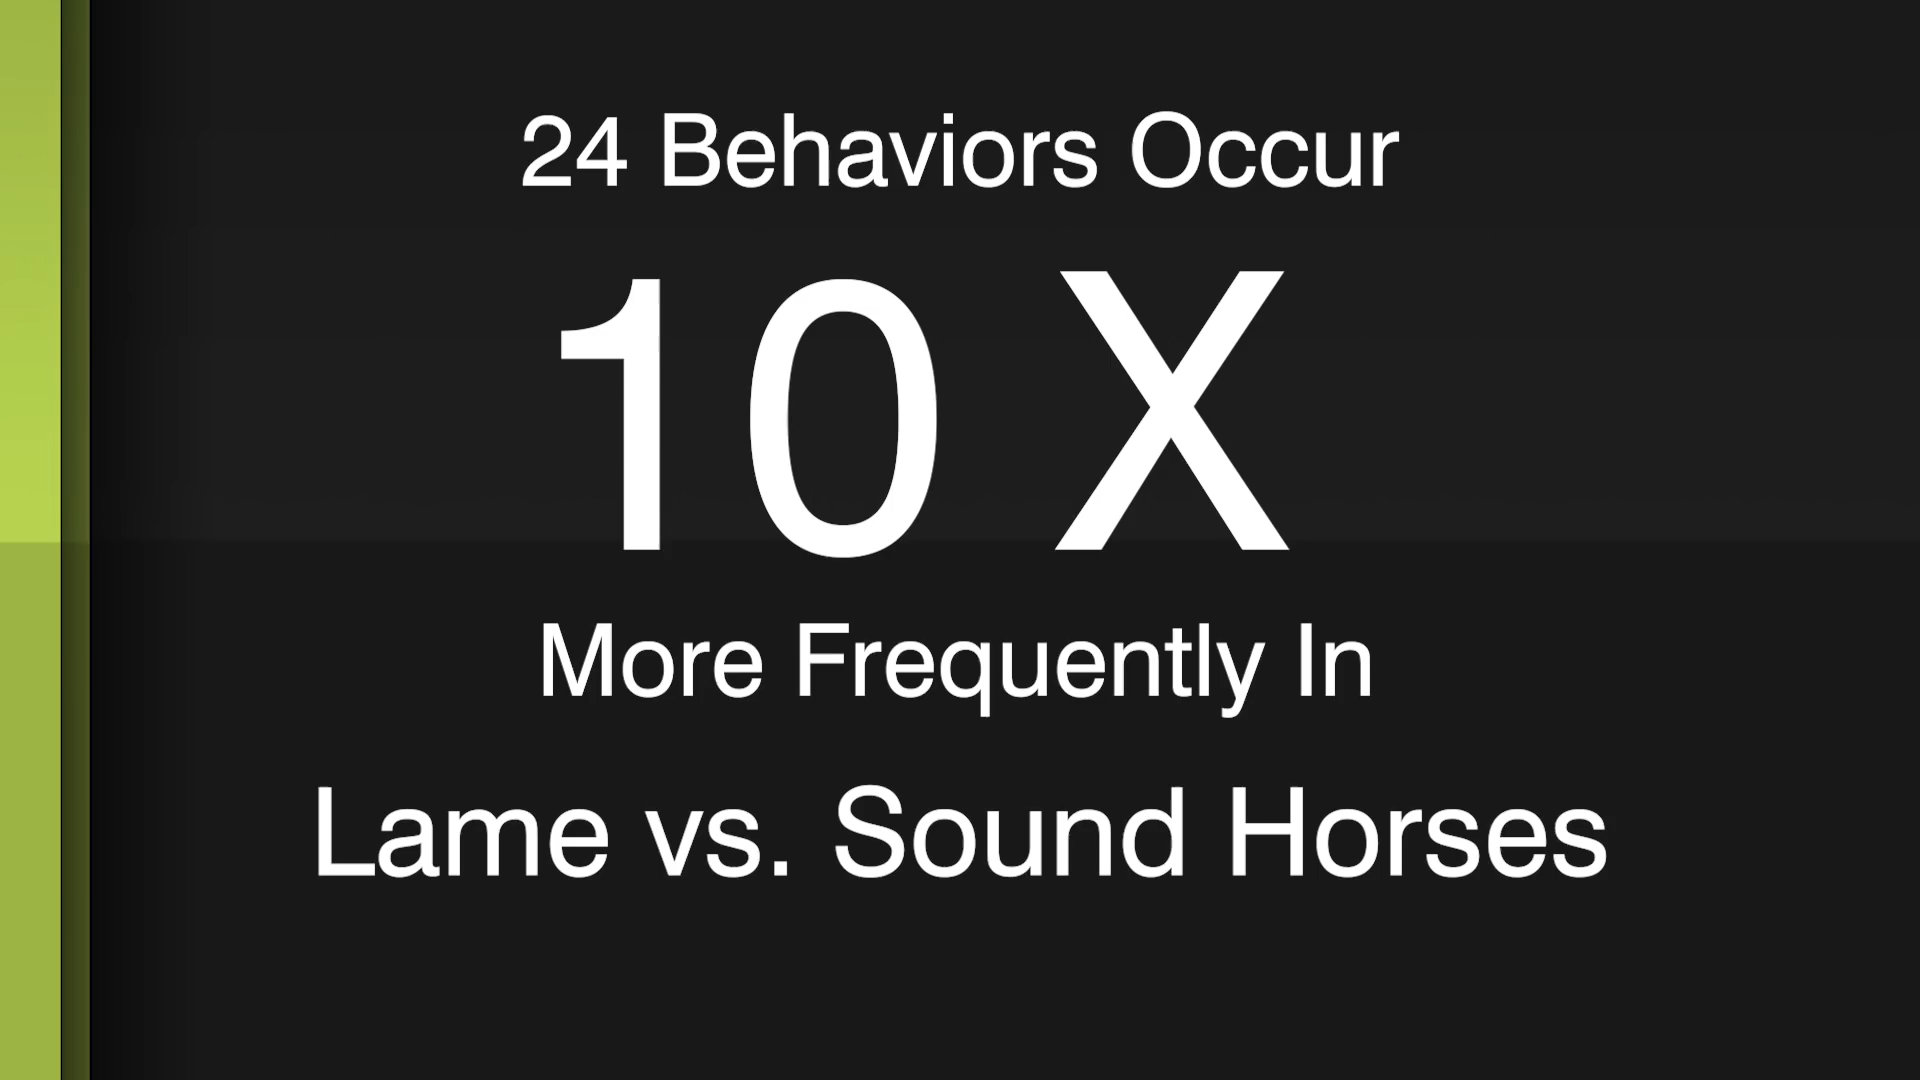 24 Behaviors Occur
10 X
More Frequently In
Lame vs. Sound Horses